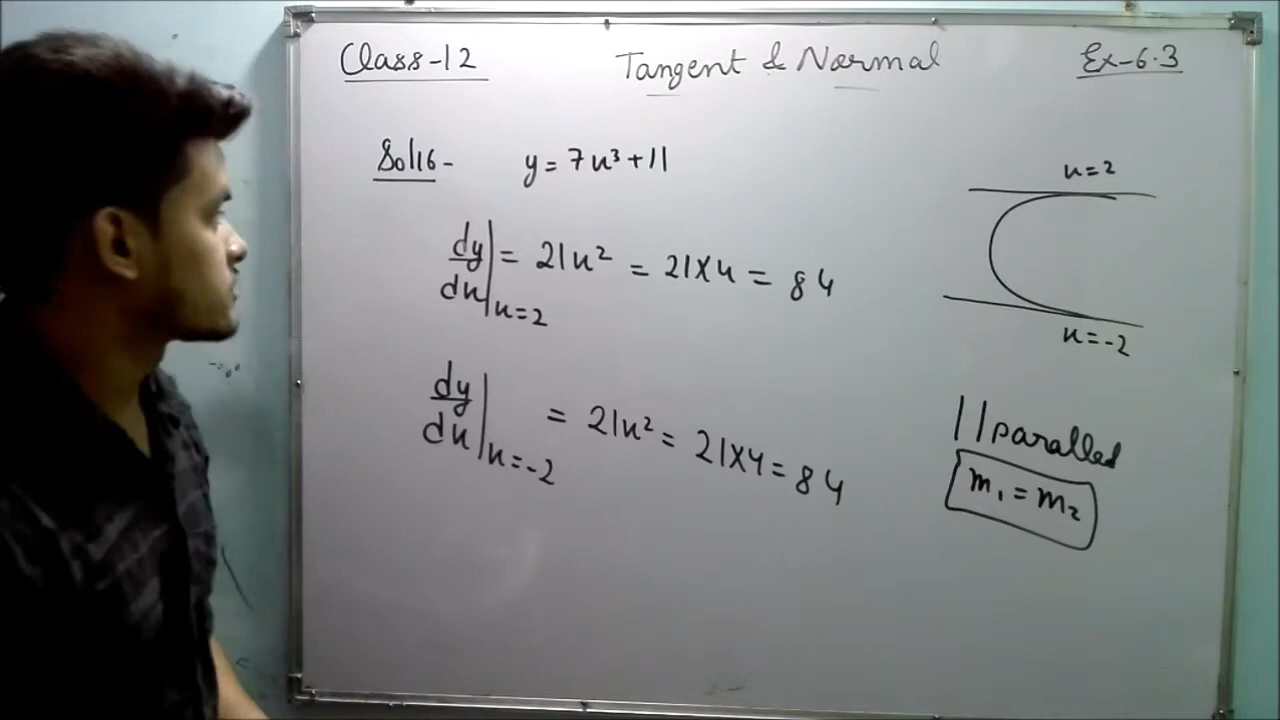 Class-12 Tangent & Normal Ex-6.3
Sol16- y = 7x³ + 11
dy/dx|x=2 = 21x² = 21×4 = 84
dy/dx|x=-2 = 21x² = 21×4 = 84
x=2
x=-2
|| parallel
m₁ = m₂